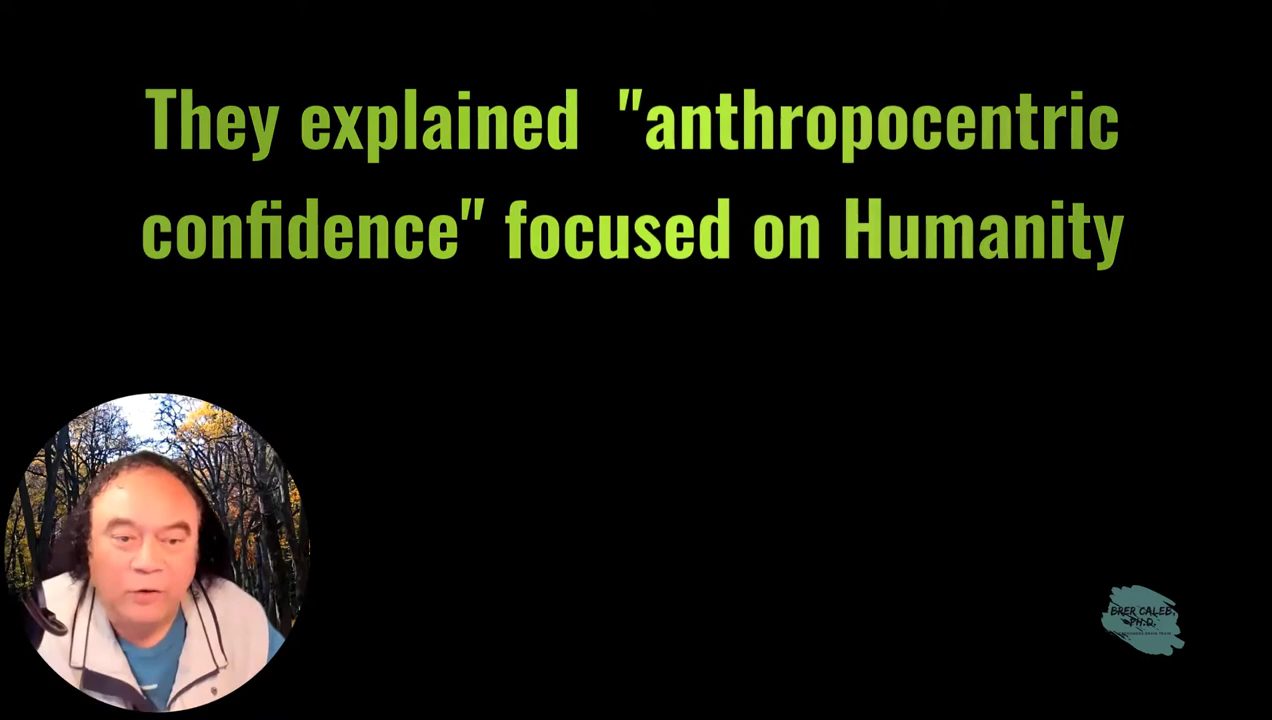 They explained "anthropocentric
confidence" focused on Humanity
BRER CALEB,
PH.D.